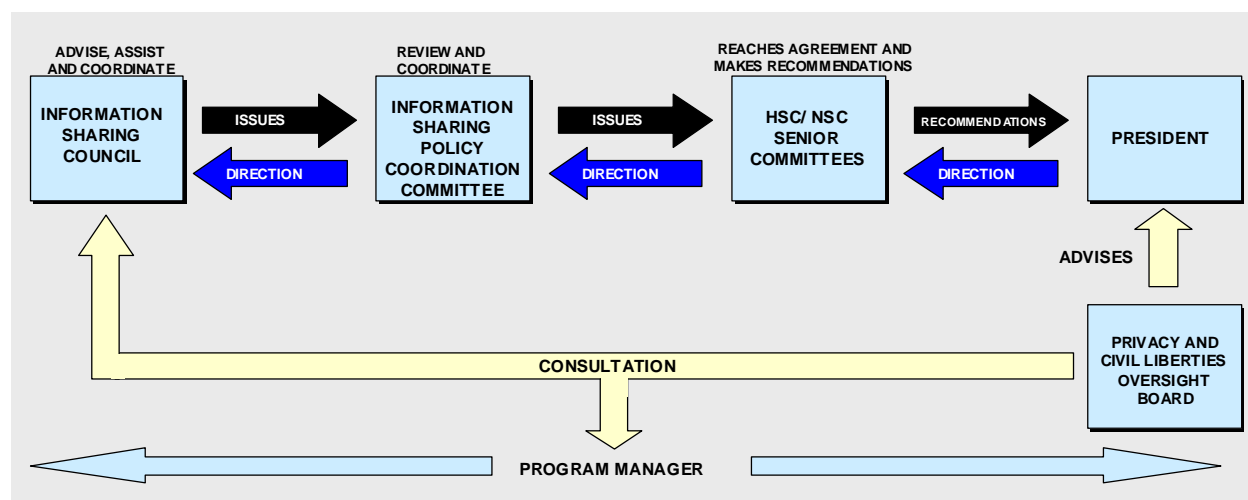 ADVISE, ASSIST
AND COORDINATE
INFORMATION
SHARING
COUNCIL
ISSUES
DIRECTION
REVIEW AND
COORDINATE
INFORMATION
SHARING
POLICY
COORDINATION
COMMITTEE
ISSUES
DIRECTION
REACHES AGREEMENT AND
MAKES RECOMMENDATIONS
HSC/ NSC
SENIOR
COMMITTEES
RECOMMENDATIONS
DIRECTION
PRESIDENT
ADVISES
PRIVACY AND
CIVIL LIBERTIES
OVERSIGHT
BOARD
CONSULTATION
PROGRAM MANAGER